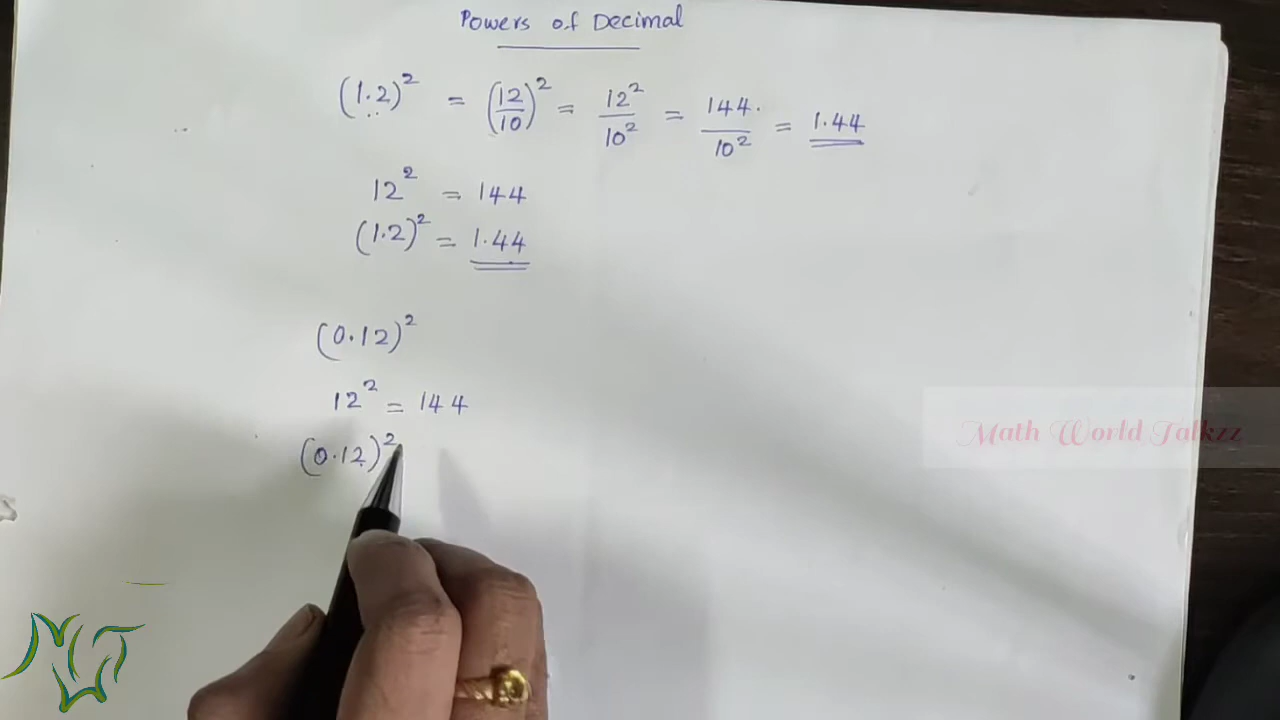 Powers of Decimal
(1.2)² = (12/10)² = 12²/10² = 144./10² = 1.44
12² = 144
(1.2)² = 1.44
(0.12)²
12² = 144
Math World Talkzz
(0.12)²
MWT